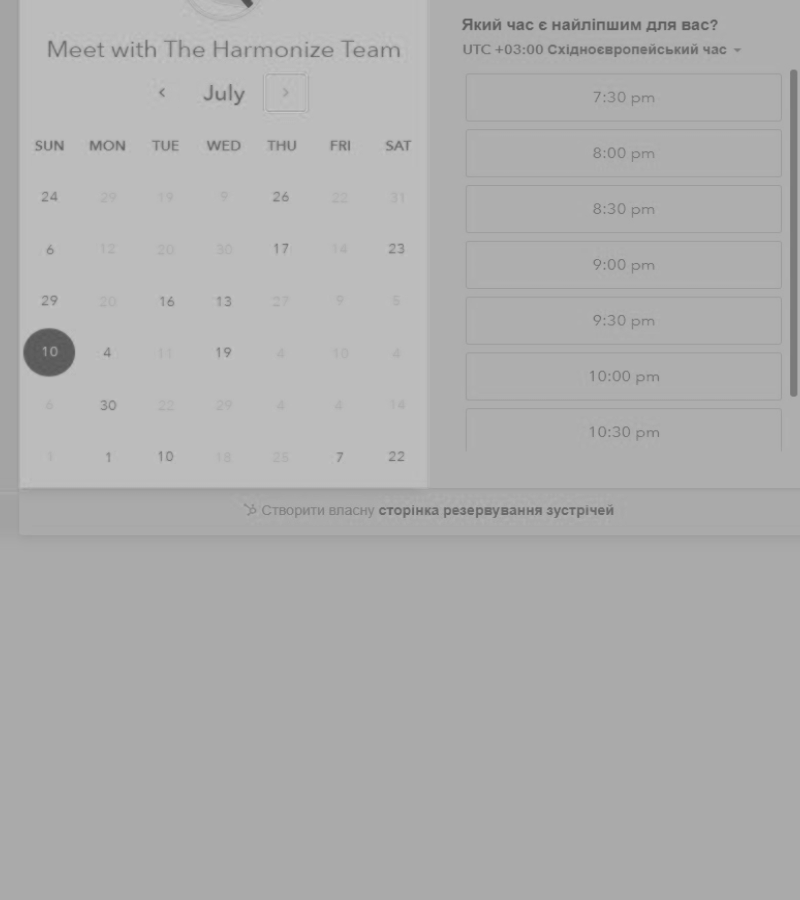 Meet with The Harmonize Team
July
SUN MON TUE WED THU FRI SAT
24 29 19 9 26 22 31
6 12 20 30 17 14 23
29 20 16 13 27 9 5
10 4 11 19 4 10 4
6 30 22 29 4 4 14
1 1 10 18 25 7 22
Який час є найліпшим для вас?
UTC +03:00 Східноєвропейський час
7:30 pm
8:00 pm
8:30 pm
9:00 pm
9:30 pm
10:00 pm
10:30 pm
Створити власну сторінка резервування зустрічей